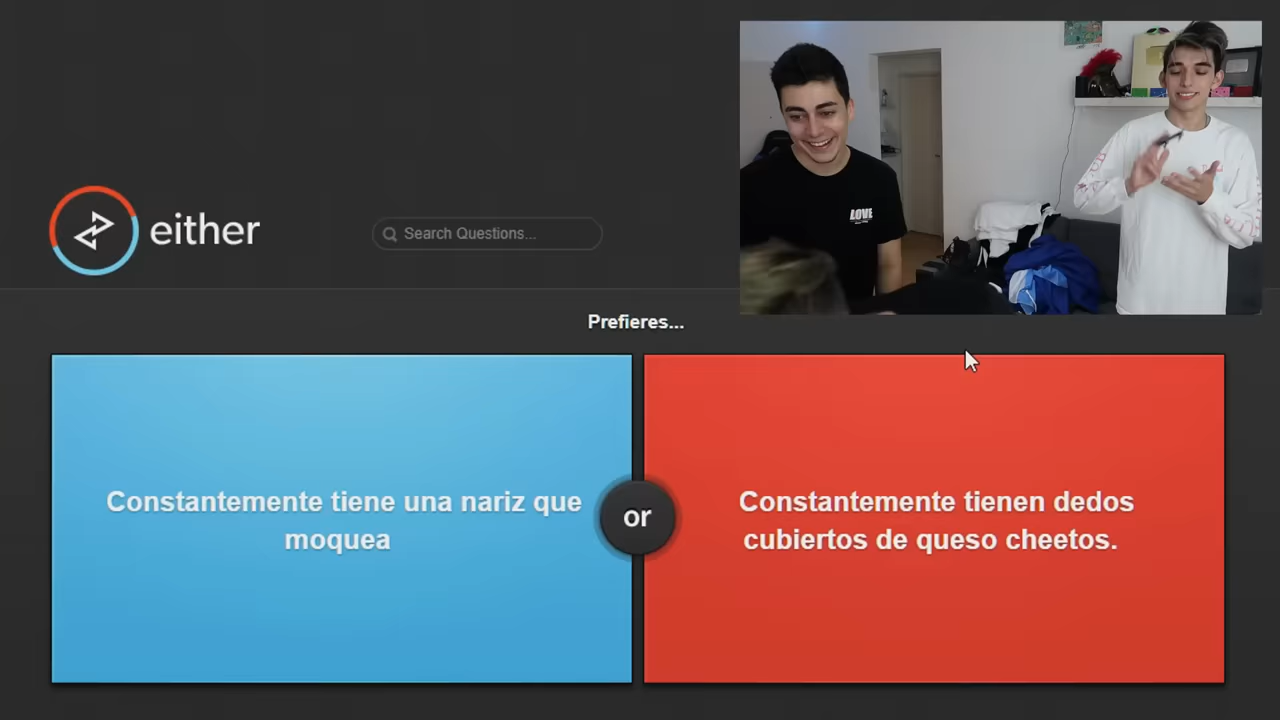 LOVE
either
Search Questions...
Prefieres...
Constantemente tiene una nariz que
moquea
or
Constantemente tienen dedos
cubiertos de queso cheetos.